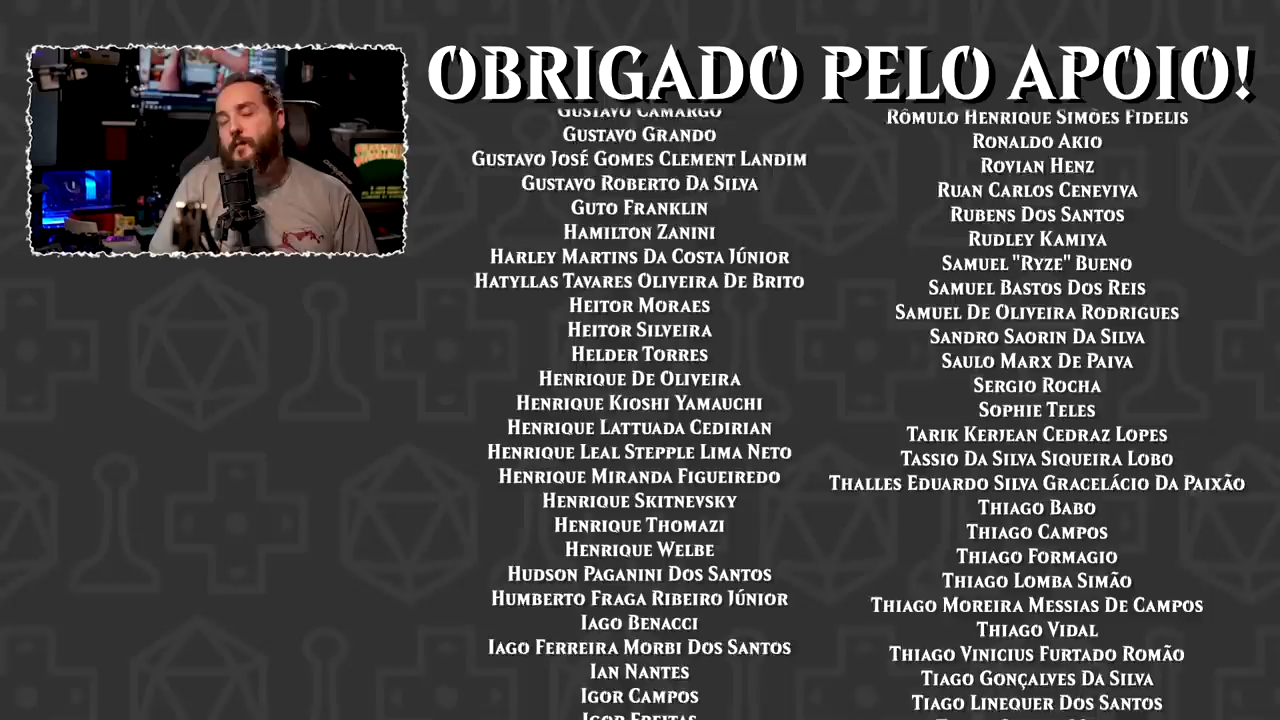 OBRIGADO PELO APOIO!
Gustavo Camargo
Gustavo Grando
Gustavo José Gomes Clement Landim
Gustavo Roberto Da Silva
Guto Franklin
Hamilton Zanini
Harley Martins Da Costa Júnior
Hatyllas Tavares Oliveira De Brito
Heitor Moraes
Heitor Silveira
Helder Torres
Henrique De Oliveira
Henrique Kioshi Yamauchi
Henrique Lattuada Cedirian
Henrique Leal Stepple Lima Neto
Henrique Miranda Figueiredo
Henrique Skitnevsky
Henrique Thomazi
Henrique Welbe
Hudson Paganini Dos Santos
Humberto Fraga Ribeiro Júnior
Iago Benacci
Iago Ferreira Morbi Dos Santos
Ian Nantes
Igor Campos
Igor Freitas
Rômulo Henrique Simões Fidelis
Ronaldo Akio
Rovian Henz
Ruan Carlos Ceneviva
Rubens Dos Santos
Rudley Kamiya
Samuel "Ryze" Bueno
Samuel Bastos Dos Reis
Samuel De Oliveira Rodrigues
Sandro Saorin Da Silva
Saulo Marx De Paiva
Sergio Rocha
Sophie Teles
Tarik Kerjean Cedraz Lopes
Tassio Da Silva Siqueira Lobo
Thalles Eduardo Silva Gracelácio Da Paixão
Thiago Babo
Thiago Campos
Thiago Formagio
Thiago Lomba Simão
Thiago Moreira Messias De Campos
Thiago Vidal
Thiago Vinicius Furtado Romão
Tiago Gonçalves Da Silva
Tiago Linequer Dos Santos